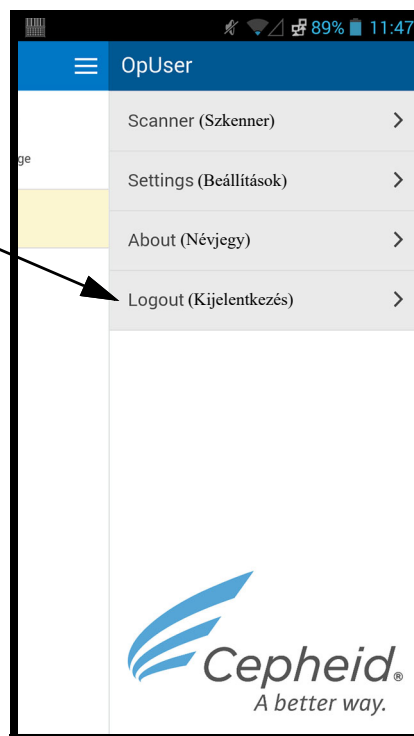 89% 11:47
OpUser
Scanner (Szkenner)
ge
Settings (Beállítások)
About (Névjegy)
Logout (Kijelentkezés)
Cepheid®
A better way.